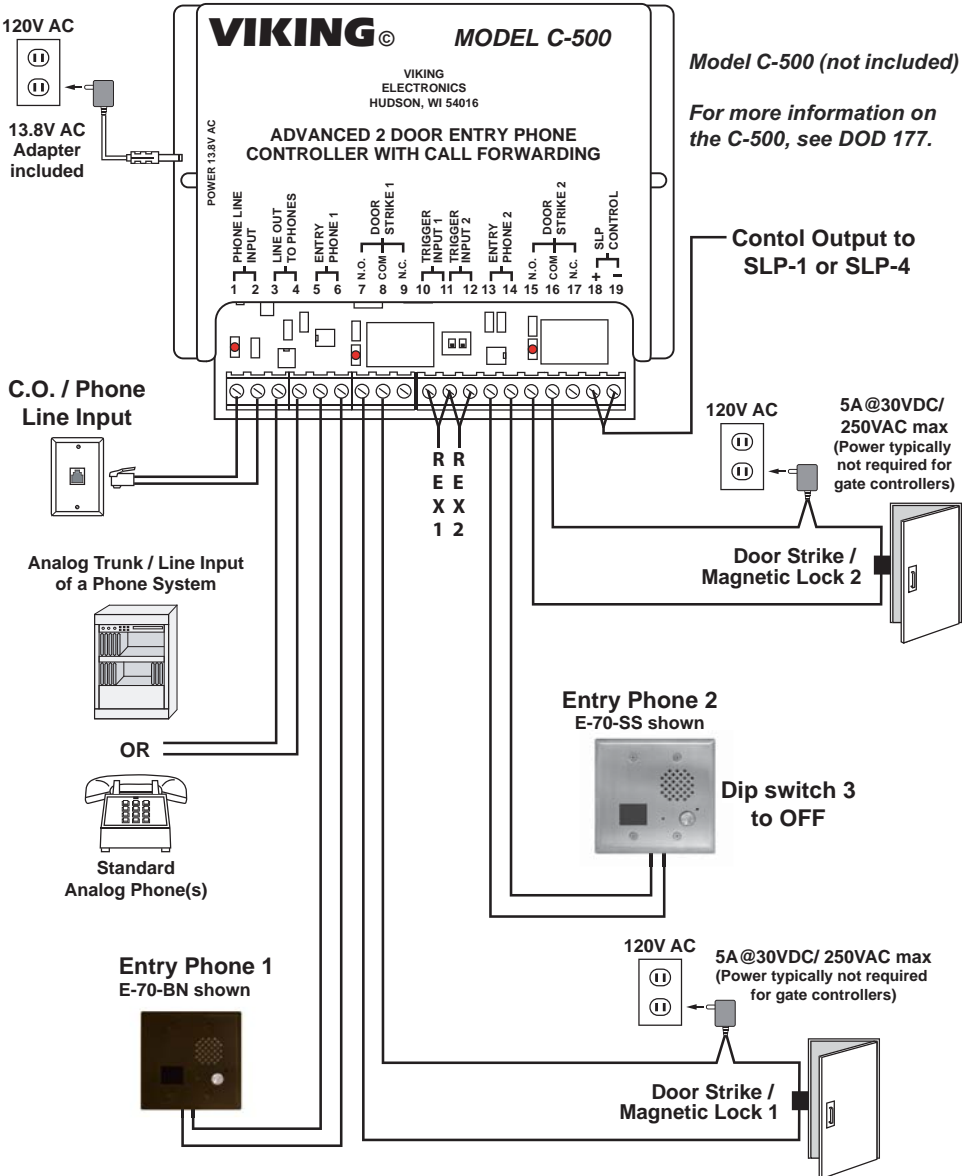 120V AC
13.8V AC
Adapter
included
VIKING© MODEL C-500
VIKING
ELECTRONICS
HUDSON, WI 54016
ADVANCED 2 DOOR ENTRY PHONE
CONTROLLER WITH CALL FORWARDING
Model C-500 (not included)
For more information on
the C-500, see DOD 177.
POWER 13.8V AC
PHONE LINE
INPUT
LINE OUT
TO PHONES
ENTRY
PHONE 1
DOOR
STRIKE 1
N.O. COM N.C.
TRIGGER
INPUT 1
TRIGGER
INPUT 2
ENTRY
PHONE 2
DOOR
STRIKE 2
N.O. COM N.C.
SLP
CONTROL
+ –
1 2 3 4 5 6 7 8 9 10 11 12 13 14 15 16 17 18 19
Contol Output to
SLP-1 or SLP-4
C.O. / Phone
Line Input
REX1
REX2
120V AC
5A@30VDC/
250VAC max
(Power typically
not required for
gate controllers)
Door Strike /
Magnetic Lock 2
Analog Trunk / Line Input
of a Phone System
OR
Standard
Analog Phone(s)
Entry Phone 2
E-70-SS shown
Dip switch 3
to OFF
Entry Phone 1
E-70-BN shown
120V AC
5A@30VDC/ 250VAC max
(Power typically not required
for gate controllers)
Door Strike /
Magnetic Lock 1